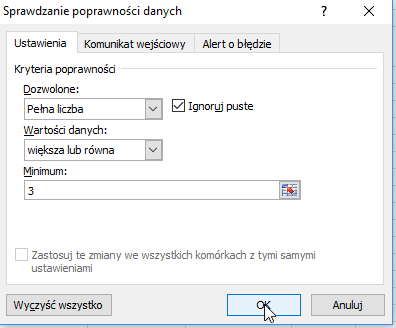 Sprawdzanie poprawności danych
Ustawienia Komunikat wejściowy Alert o błędzie
Kryteria poprawności
Dozwolone:
Pełna liczba Ignoruj puste
Wartości danych:
większa lub równa
Minimum:
3
Zastosuj te zmiany we wszystkich komórkach z tymi samymi
ustawieniami
Wyczyść wszystko OK Anuluj